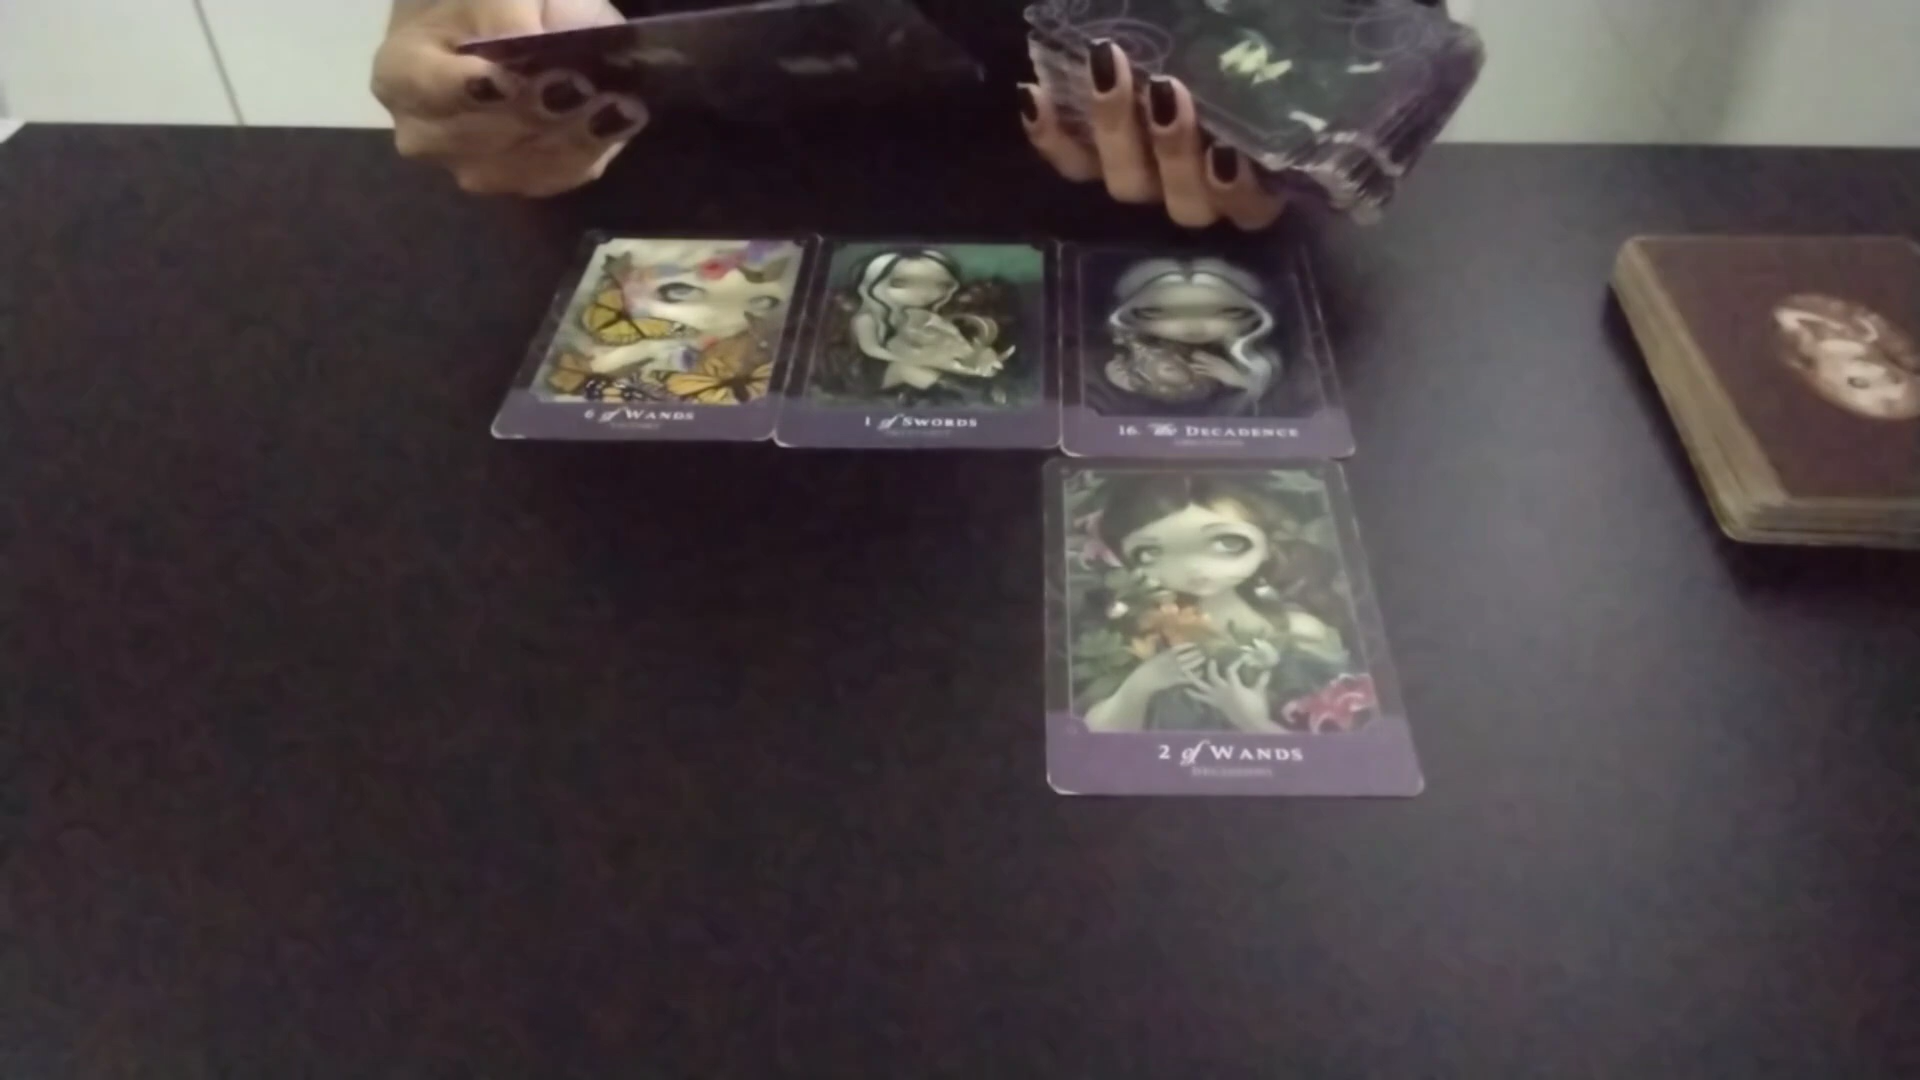 6 of WANDS
1 of SWORDS
16. The DECADENCE
2 of WANDS